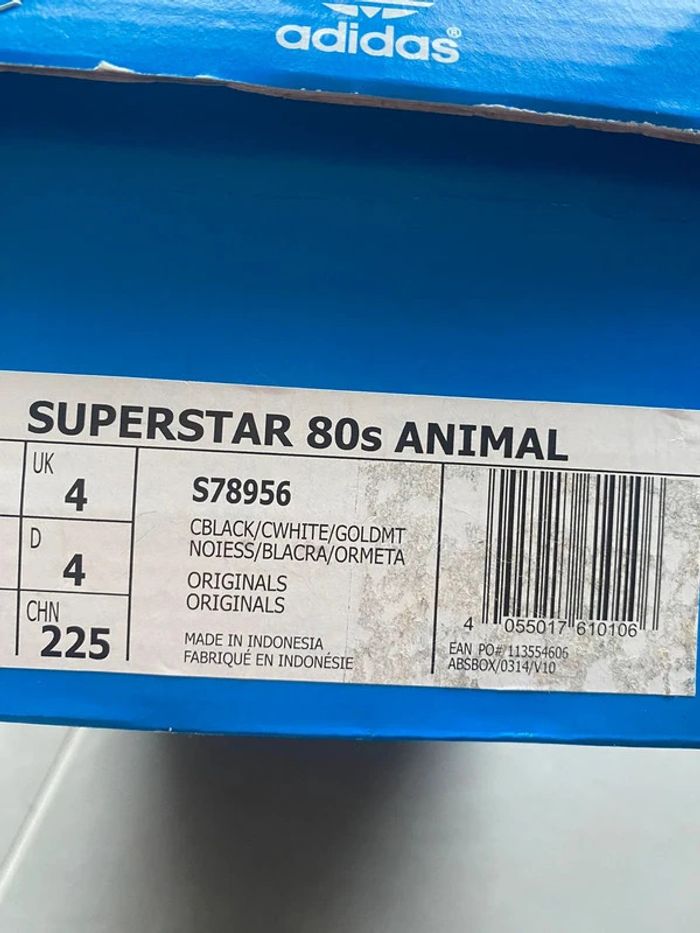 adidas®
SUPERSTAR 80s ANIMAL
UK
4
D
4
CHN
225
S78956
CBLACK/CWHITE/GOLDMT
NOIESS/BLACRA/ORMETA
ORIGINALS
ORIGINALS
MADE IN INDONESIA
FABRIQUÉ EN INDONÉSIE
4 055017 610106
EAN PO# 113554606
ABSBOX/0314/V10